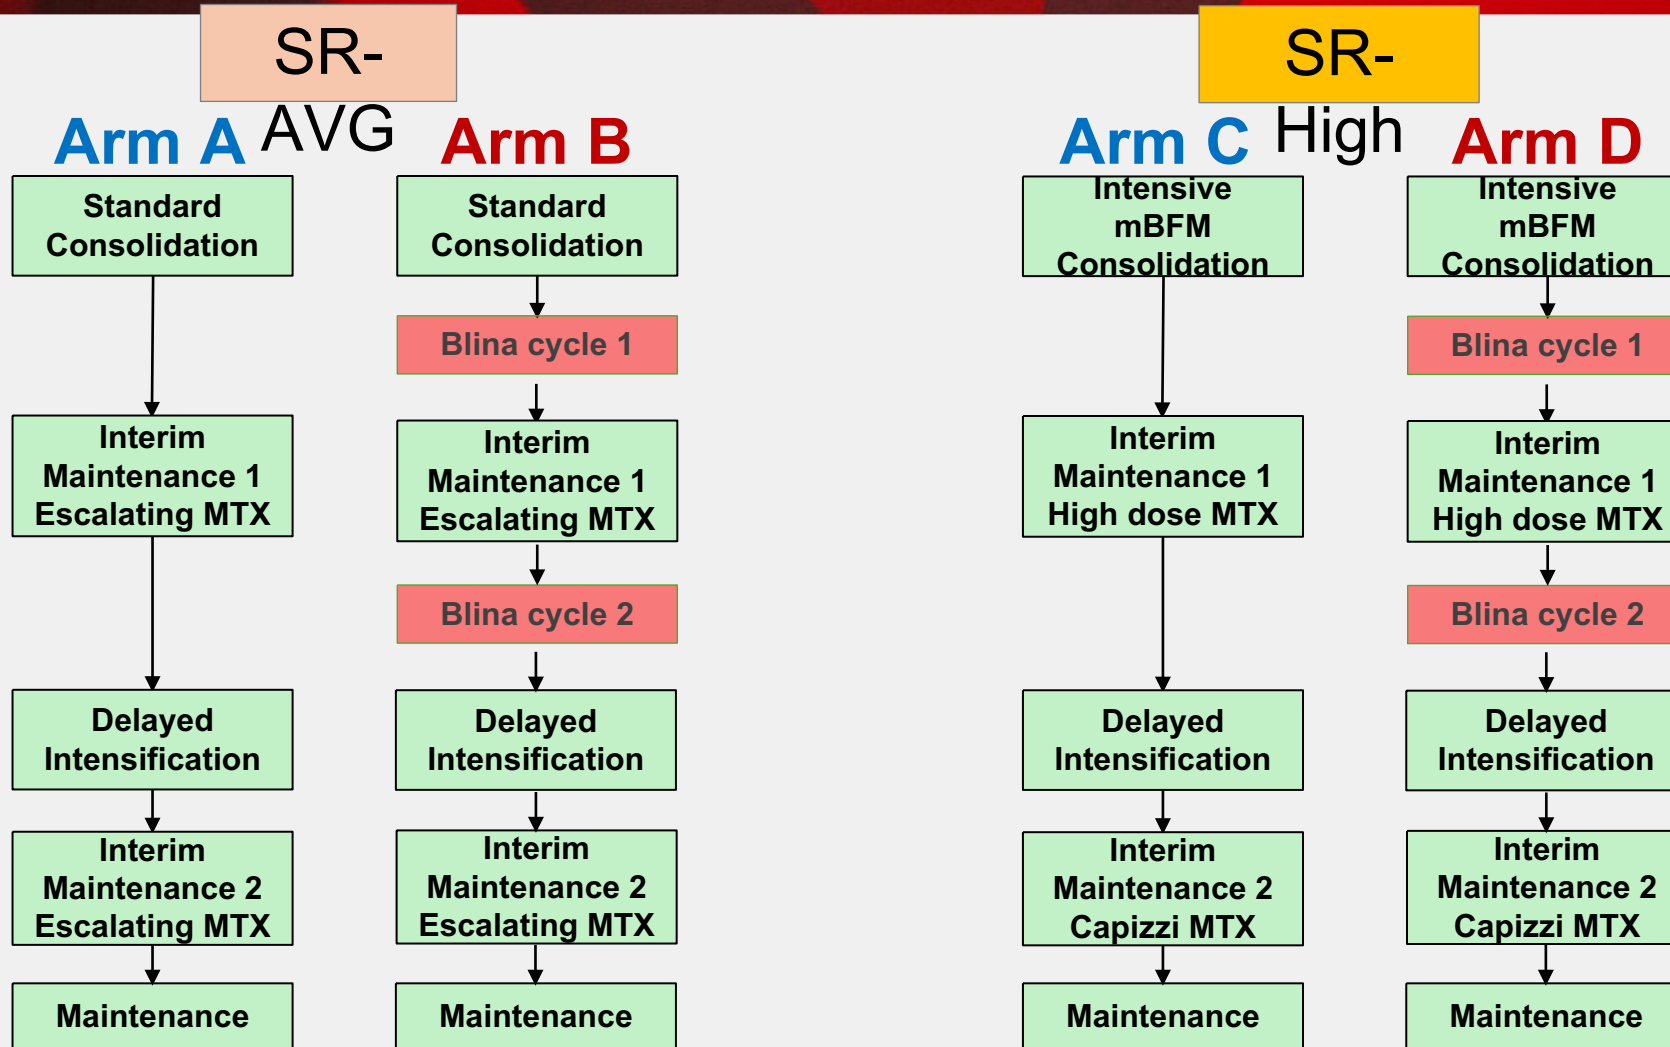 SR-
AVG
Arm A
Standard
Consolidation
Interim
Maintenance 1
Escalating MTX
Delayed
Intensification
Interim
Maintenance 2
Escalating MTX
Maintenance
Arm B
Standard
Consolidation
Blina cycle 1
Interim
Maintenance 1
Escalating MTX
Blina cycle 2
Delayed
Intensification
Interim
Maintenance 2
Escalating MTX
Maintenance
SR-
High
Arm C
Intensive
mBFM
Consolidation
Interim
Maintenance 1
High dose MTX
Delayed
Intensification
Interim
Maintenance 2
Capizzi MTX
Maintenance
Arm D
Intensive
mBFM
Consolidation
Blina cycle 1
Interim
Maintenance 1
High dose MTX
Blina cycle 2
Delayed
Intensification
Interim
Maintenance 2
Capizzi MTX
Maintenance